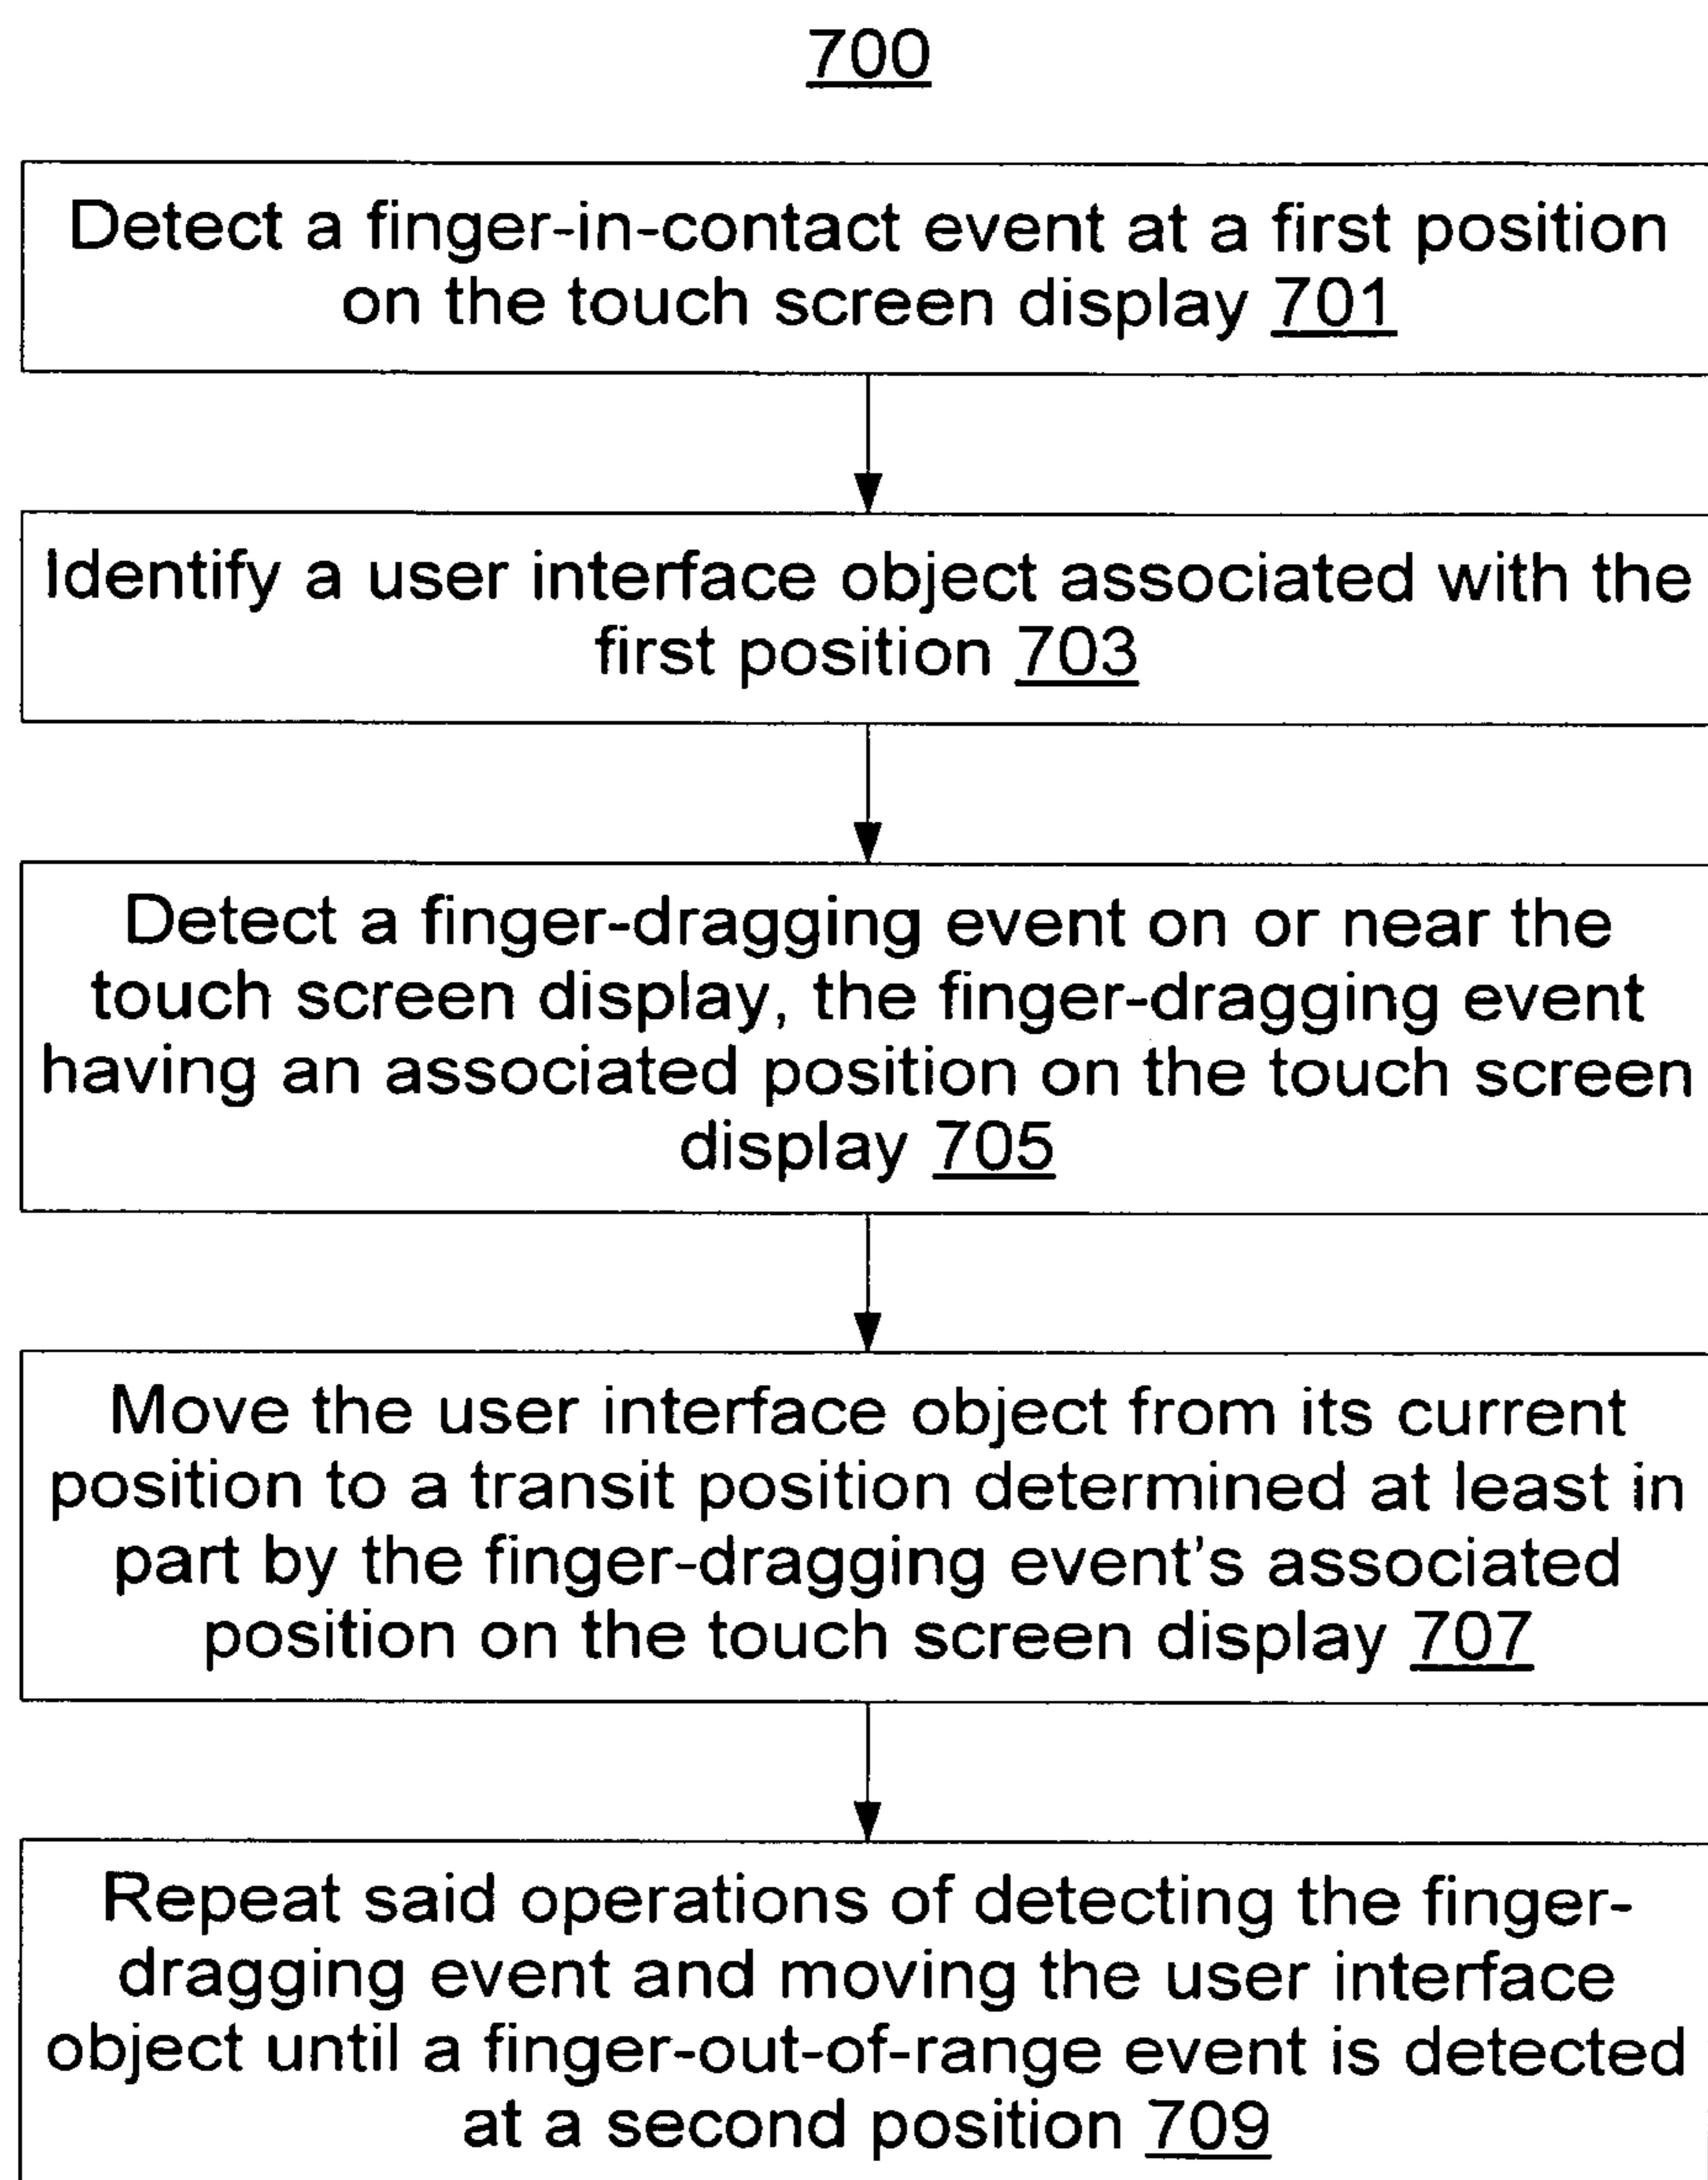 700
Detect a finger-in-contact event at a first position
on the touch screen display 701
Identify a user interface object associated with the
first position 703
Detect a finger-dragging event on or near the
touch screen display, the finger-dragging event
having an associated position on the touch screen
display 705
Move the user interface object from its current
position to a transit position determined at least in
part by the finger-dragging event’s associated
position on the touch screen display 707
Repeat said operations of detecting the finger-
dragging event and moving the user interface
object until a finger-out-of-range event is detected
at a second position 709